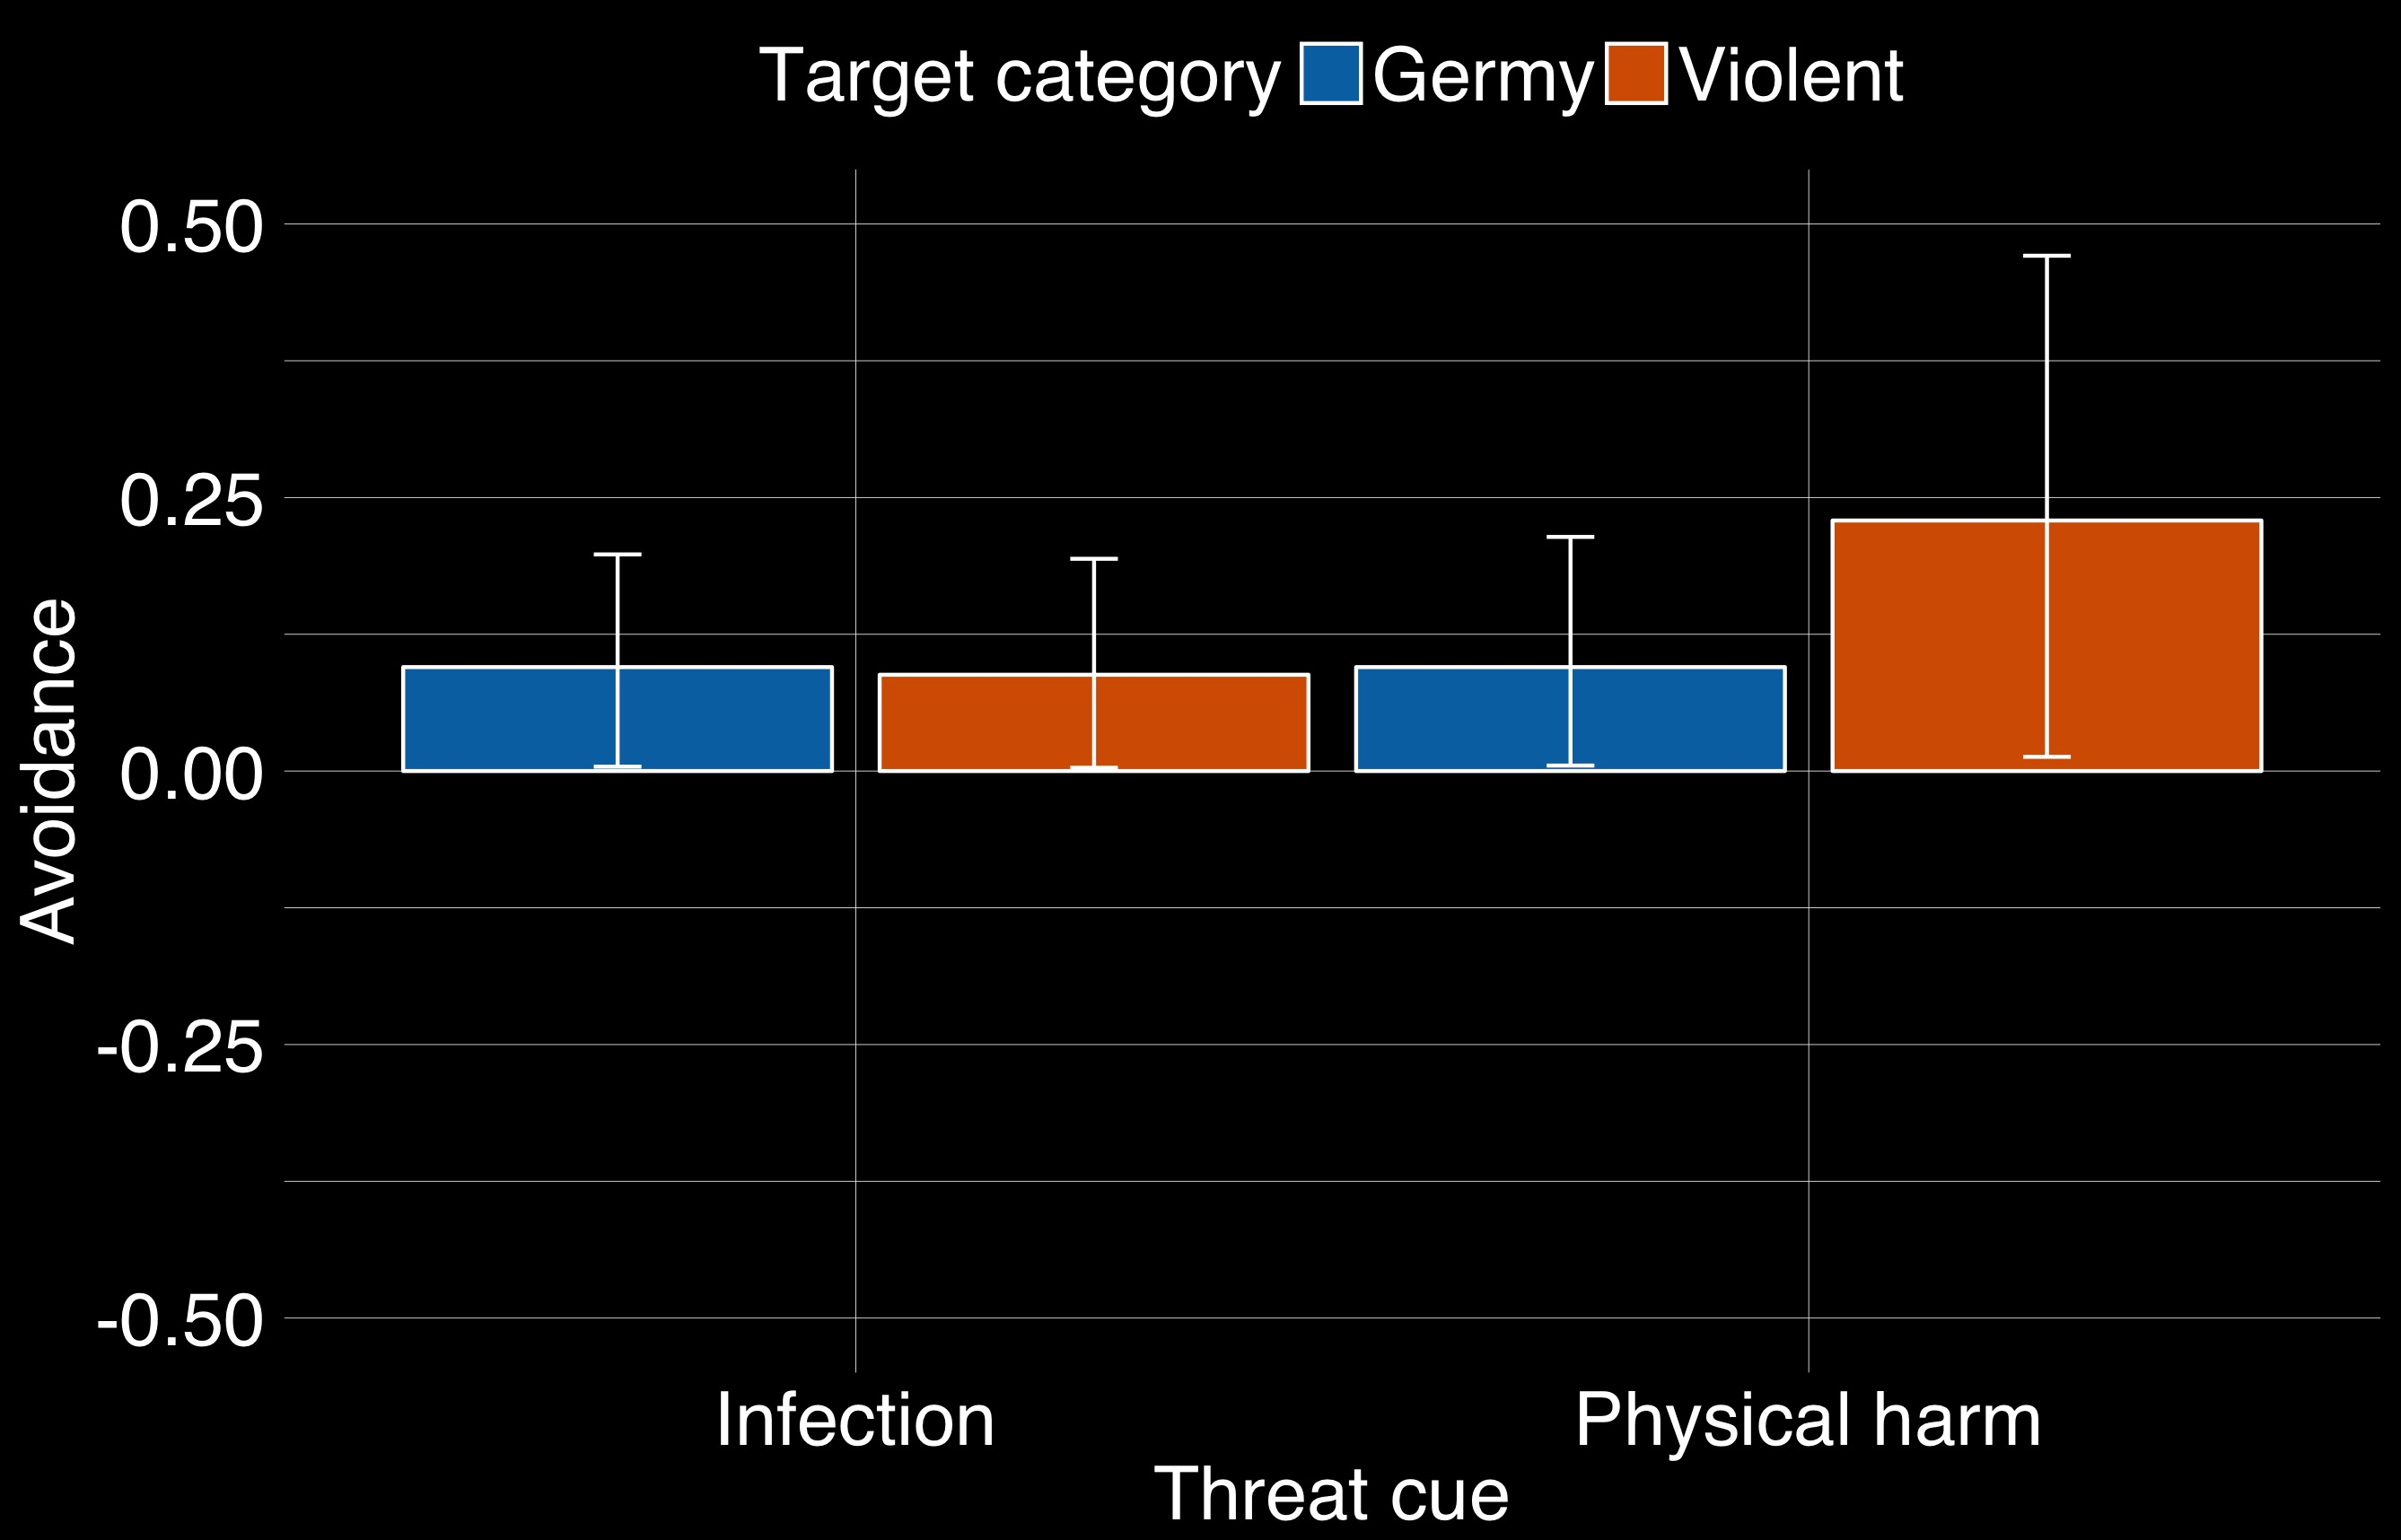 Target category Germy Violent
0.50
0.25
0.00
-0.25
-0.50
Avoidance
Infection Physical harm
Threat cue